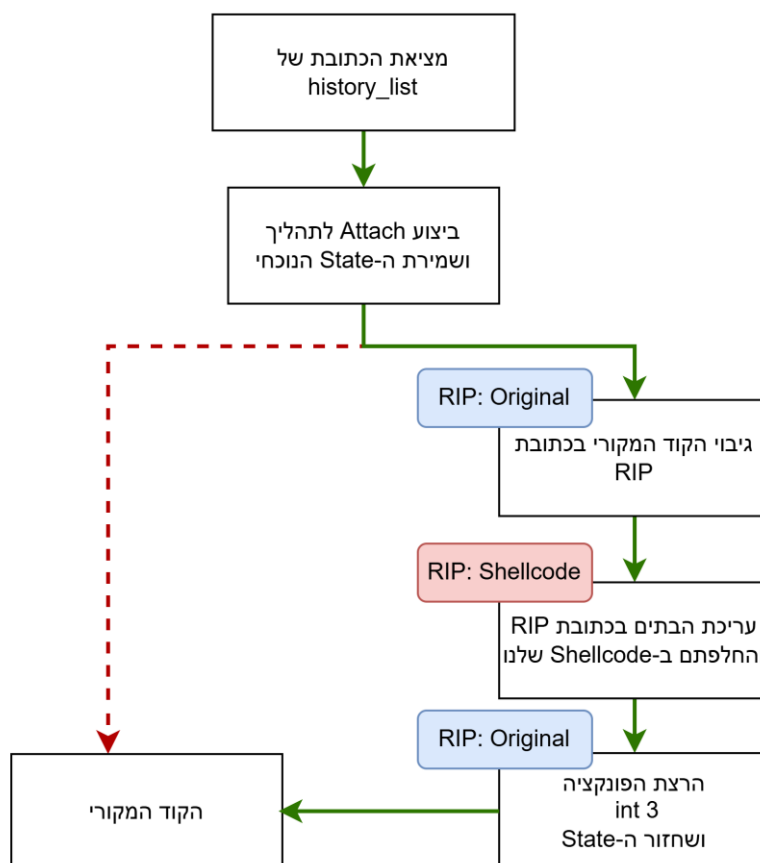 מציאת הכתובת של
history_list
ביצוע Attach לתהליך
ושמירת ה-State הנוכחי
RIP: Original
גיבוי הקוד המקורי בכתובת
RIP
RIP: Shellcode
עריכת הבתים בכתובת RIP
החלפתם ב-Shellcode שלנו
RIP: Original
הרצת הפונקציה
int 3
ושחזור ה-State
הקוד המקורי